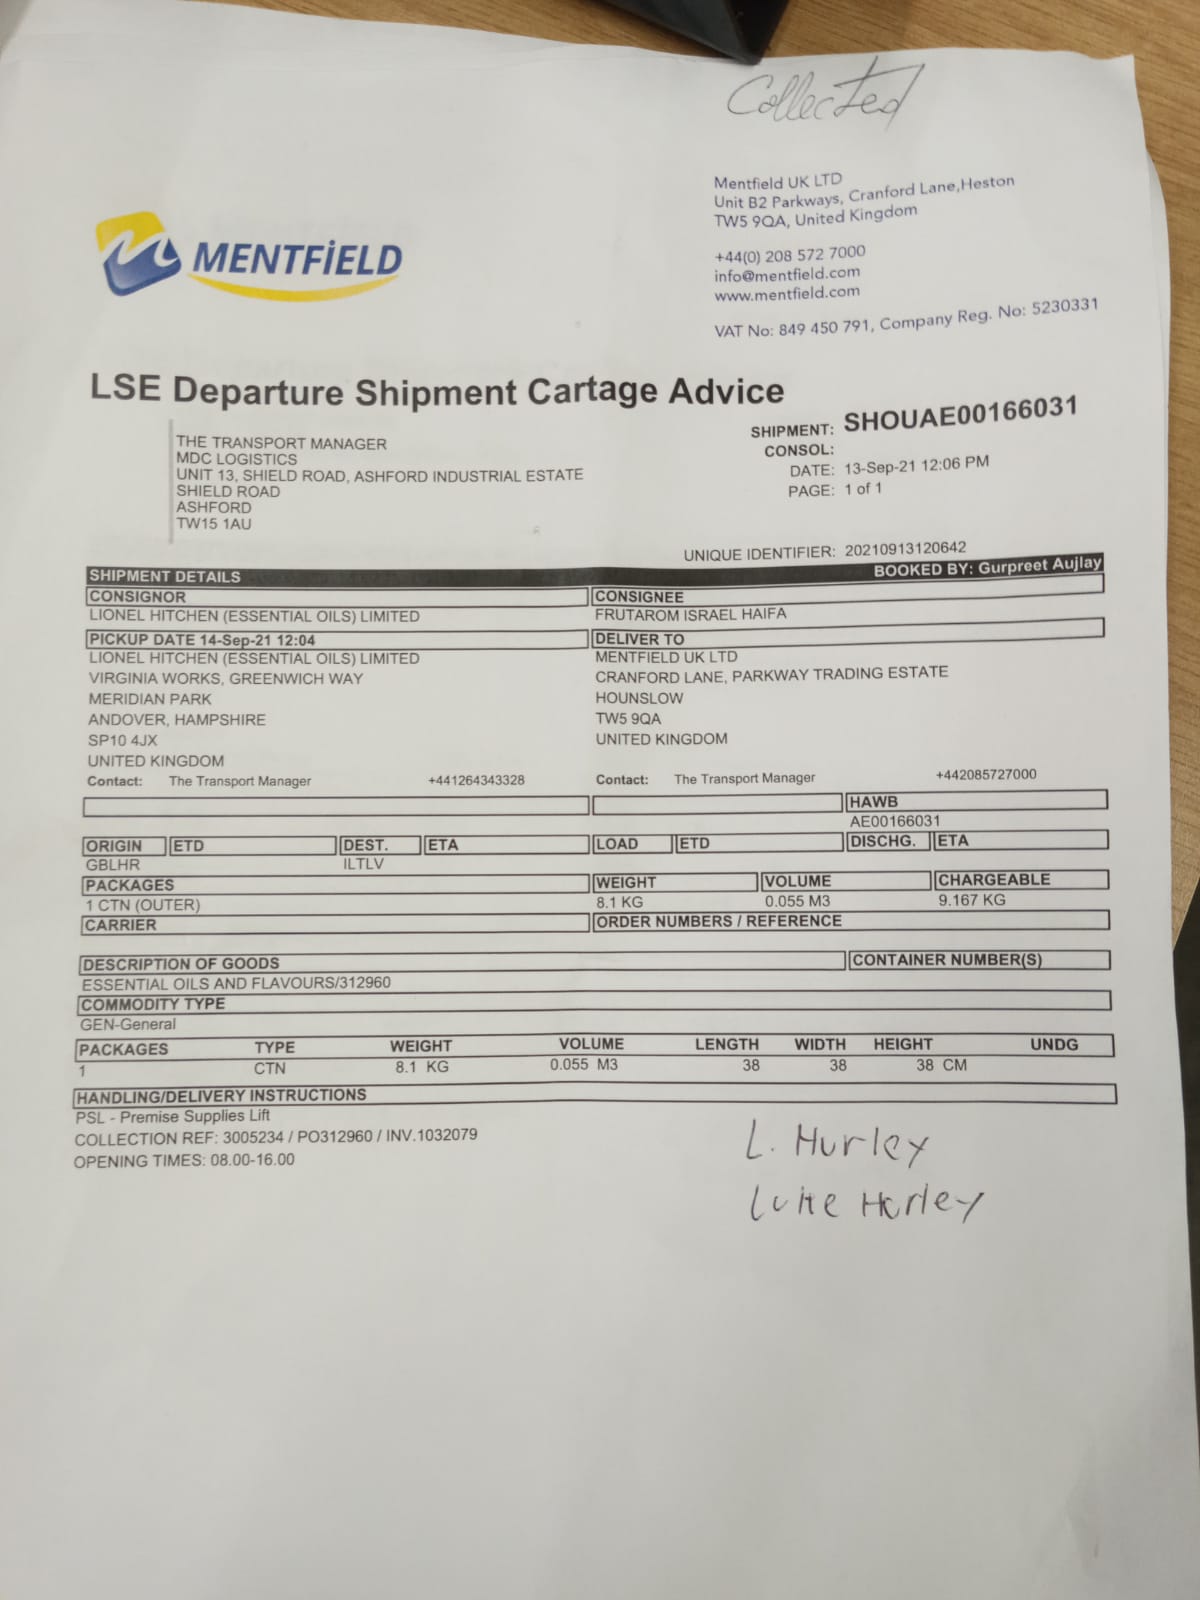 Collected
Mentfield UK LTD
Unit B2 Parkways, Cranford Lane,Heston
TW5 9QA, United Kingdom
+44(0) 208 572 7000
info@mentfield.com
www.mentfield.com
VAT No: 849 450 791, Company Reg. No: 5230331
MENTFiELD
LSE Departure Shipment Cartage Advice
THE TRANSPORT MANAGER
MDC LOGISTICS
UNIT 13, SHIELD ROAD, ASHFORD INDUSTRIAL ESTATE
SHIELD ROAD
ASHFORD
TW15 1AU
SHIPMENT: SHOUAE00166031
CONSOL:
DATE: 13-Sep-21 12:06 PM
PAGE: 1 of 1
UNIQUE IDENTIFIER: 20210913120642
SHIPMENT DETAILS BOOKED BY: Gurpreet Aujlay
CONSIGNOR CONSIGNEE
LIONEL HITCHEN (ESSENTIAL OILS) LIMITED FRUTAROM ISRAEL HAIFA
PICKUP DATE 14-Sep-21 12:04 DELIVER TO
LIONEL HITCHEN (ESSENTIAL OILS) LIMITED MENTFIELD UK LTD
VIRGINIA WORKS, GREENWICH WAY CRANFORD LANE, PARKWAY TRADING ESTATE
MERIDIAN PARK HOUNSLOW
ANDOVER, HAMPSHIRE TW5 9QA
SP10 4JX UNITED KINGDOM
UNITED KINGDOM
Contact: The Transport Manager +441264343328 Contact: The Transport Manager +442085727000
HAWB
AE00166031
ORIGIN ETD DEST. ETA LOAD ETD DISCHG. ETA
GBLHR ILTLV
PACKAGES WEIGHT VOLUME CHARGEABLE
1 CTN (OUTER) 8.1 KG 0.055 M3 9.167 KG
CARRIER ORDER NUMBERS / REFERENCE
DESCRIPTION OF GOODS CONTAINER NUMBER(S)
ESSENTIAL OILS AND FLAVOURS/312960
COMMODITY TYPE
GEN-General
PACKAGES TYPE WEIGHT VOLUME LENGTH WIDTH HEIGHT UNDG
1 CTN 8.1 KG 0.055 M3 38 38 38 CM
HANDLING/DELIVERY INSTRUCTIONS
PSL - Premise Supplies Lift
COLLECTION REF: 3005234 / PO312960 / INV.1032079
OPENING TIMES: 08.00-16.00
L. Hurley
Luke Hurley